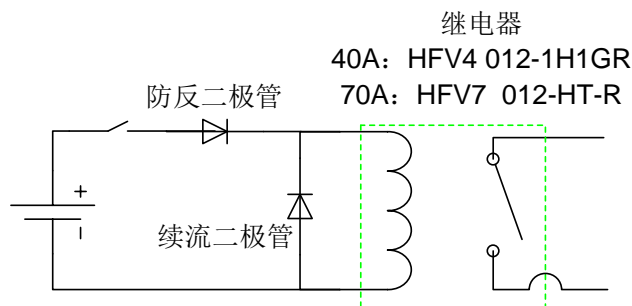 继电器
40A：HFV4 012-1H1GR
70A：HFV7 012-HT-R
防反二极管
+
续流二极管